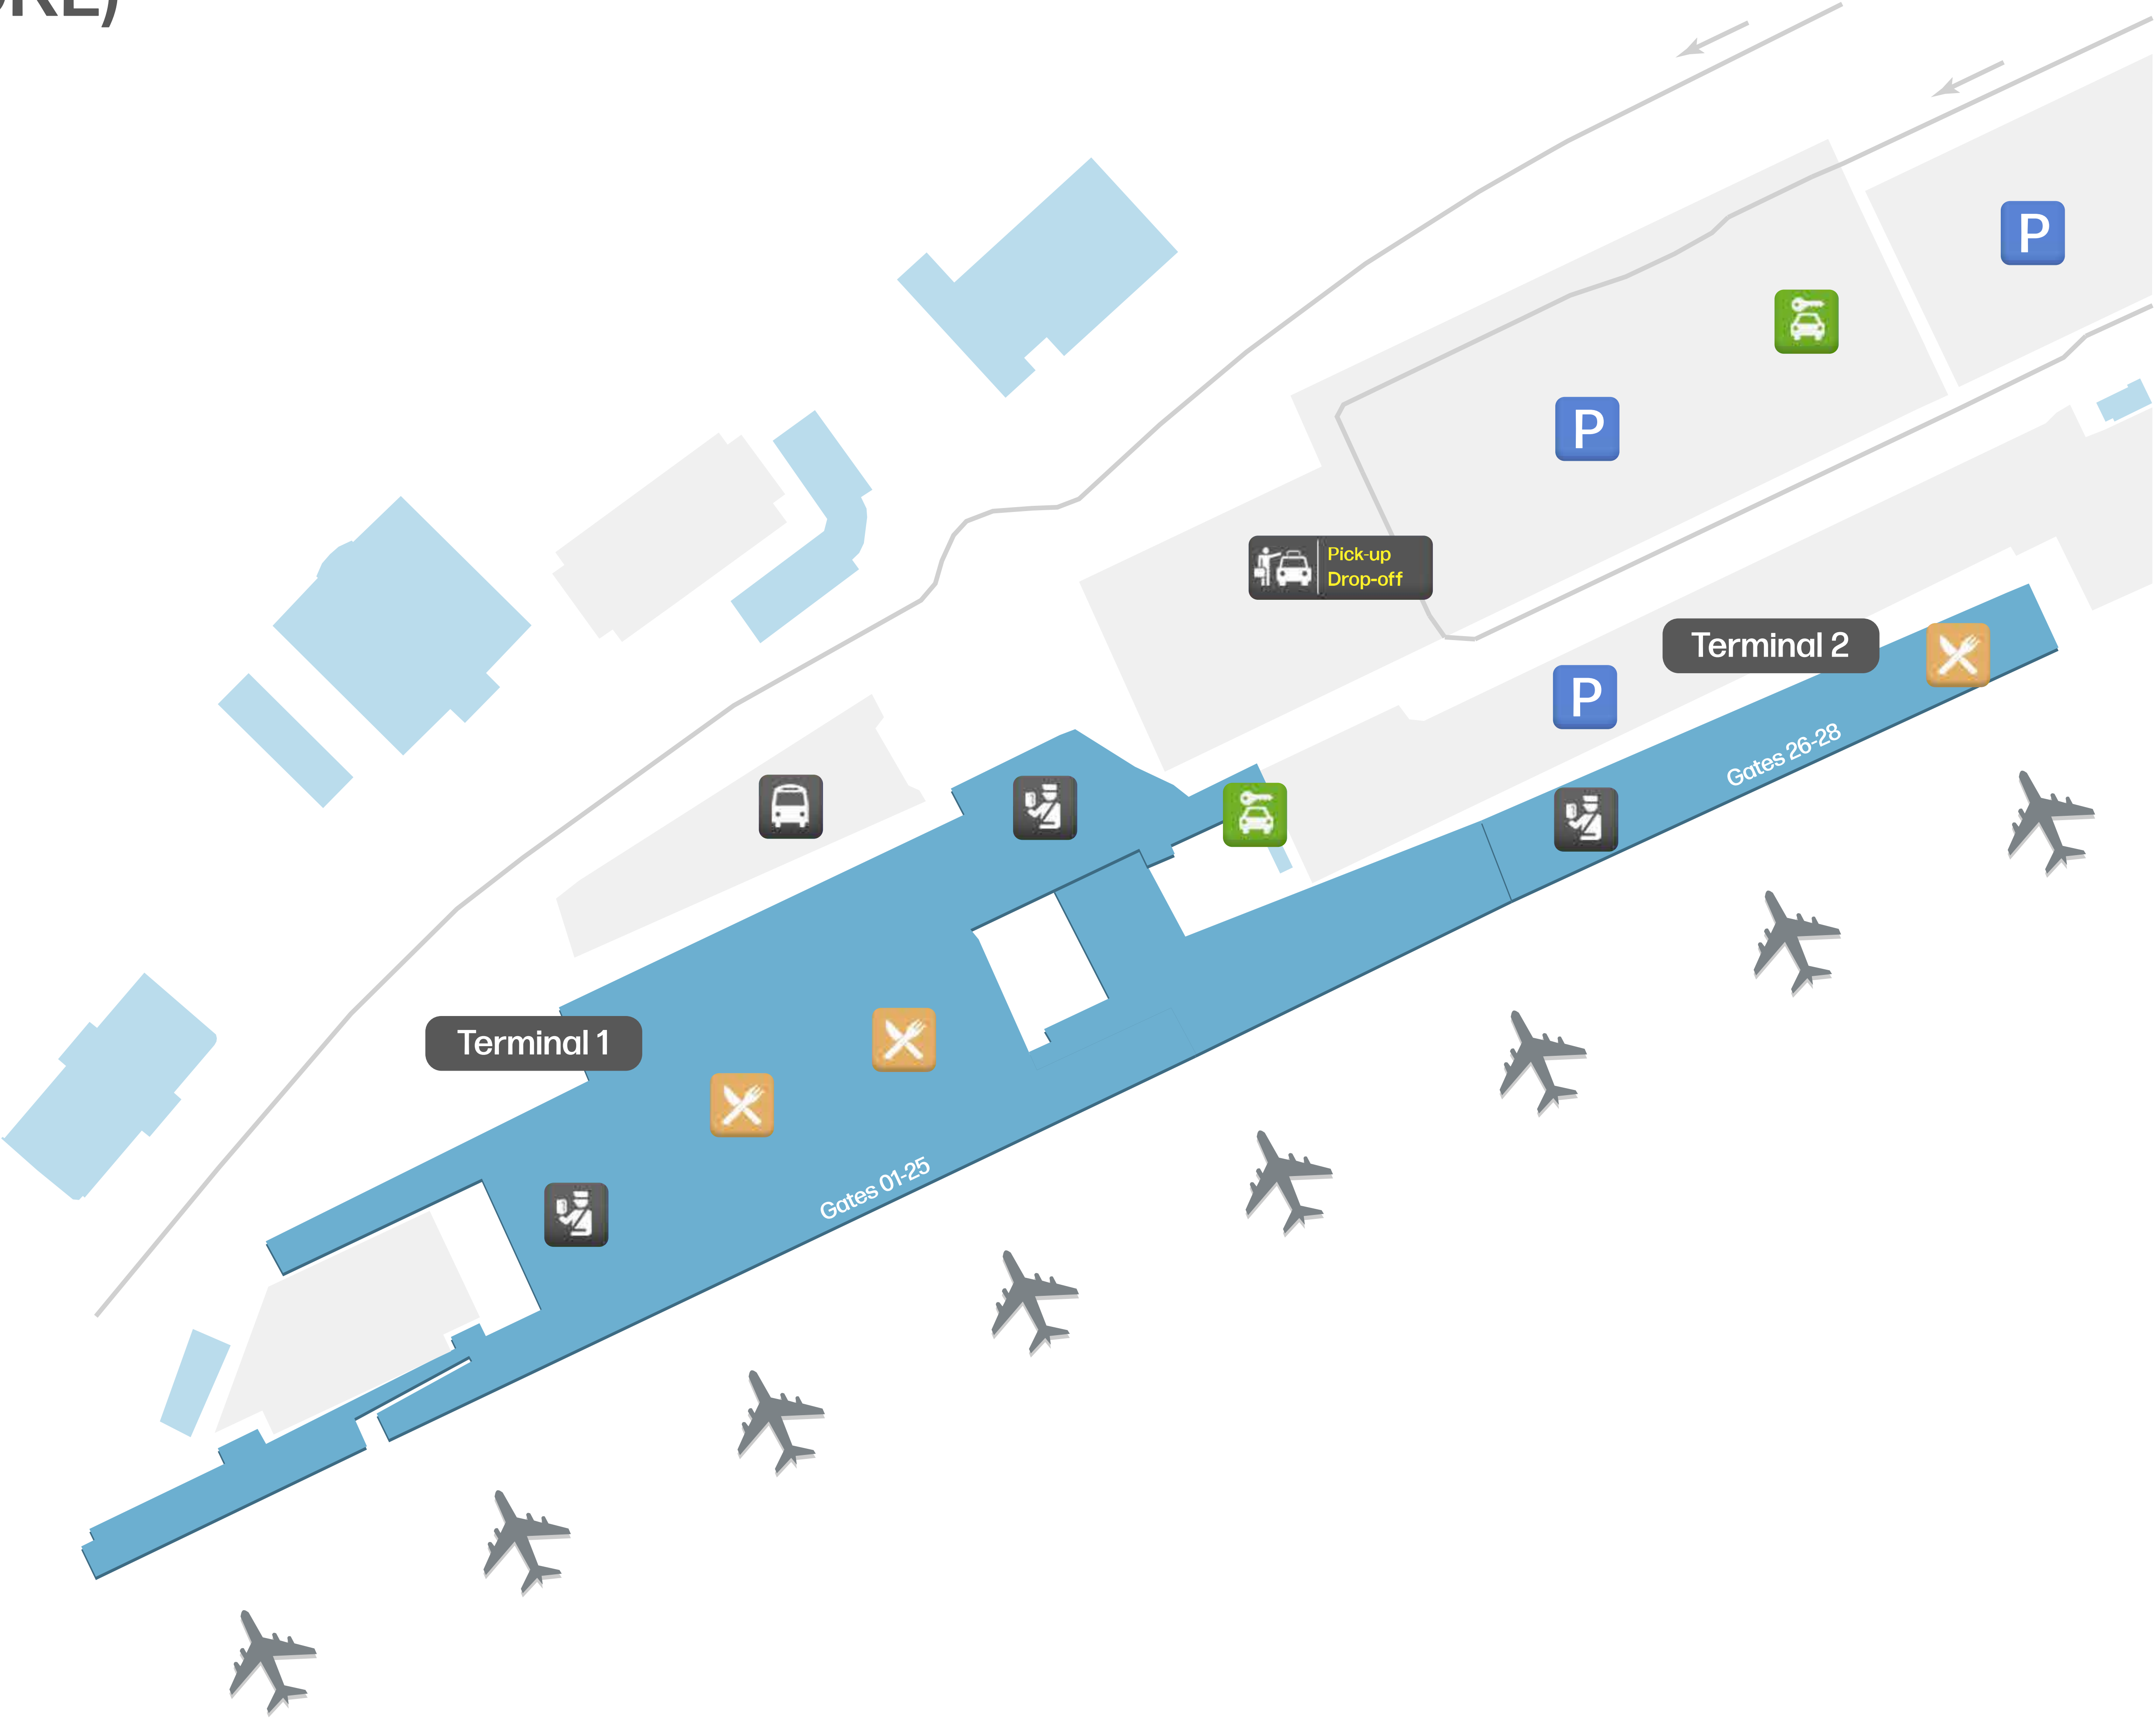 P
P
Pick-up
Drop-off
Terminal 2
P
Gates 26-28
Terminal 1
Gates 01-25